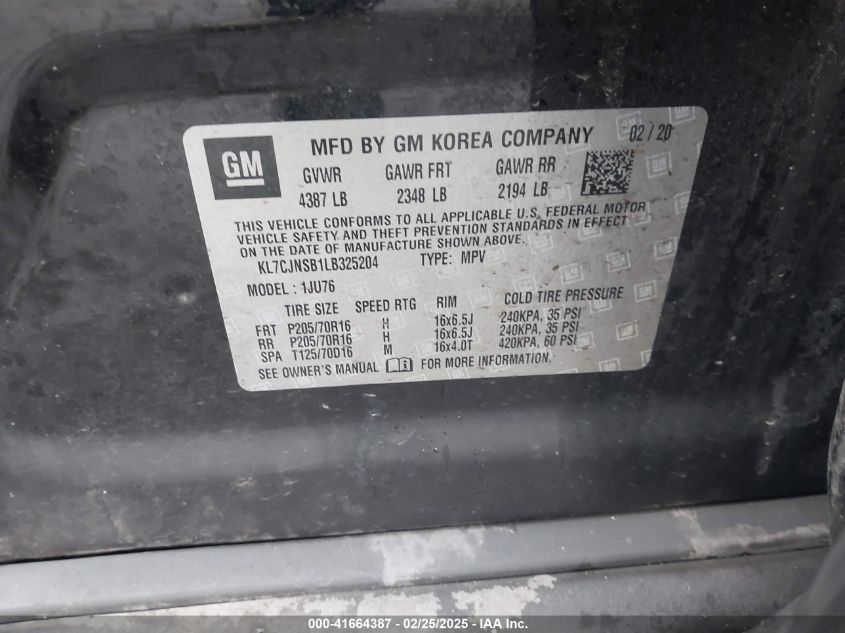 GM
MFD BY GM KOREA COMPANY 02/20
GVWR GAWR FRT GAWR RR
4387 LB 2348 LB 2194 LB
THIS VEHICLE CONFORMS TO ALL APPLICABLE U.S. FEDERAL MOTOR
VEHICLE SAFETY AND THEFT PREVENTION STANDARDS IN EFFECT
ON THE DATE OF MANUFACTURE SHOWN ABOVE.
KL7CJNSB1LB325204 TYPE: MPV
MODEL : 1JU76
TIRE SIZE SPEED RTG RIM COLD TIRE PRESSURE
FRT P205/70R16 H 16x6.5J 240KPA, 35 PSI
RR P205/70R16 H 16x6.5J 240KPA, 35 PSI
SPA T125/70D16 M 16x4.0T 420KPA, 60 PSI
SEE OWNER'S MANUAL FOR MORE INFORMATION.
000-41664387 - 02/25/2025 - IAA Inc.